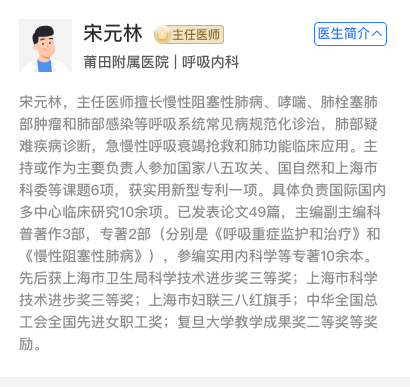 宋元林 主任医师 医生简介
莆田附属医院 | 呼吸内科
宋元林，主任医师擅长慢性阻塞性肺病、哮喘、肺栓塞肺
部肿瘤和肺部感染等呼吸系统常见病规范化诊治，肺部疑
难疾病诊断，急慢性呼吸衰竭抢救和肺功能临床应用。主
持或作为主要负责人参加国家八五攻关、国自然和上海市
科委等课题6项，获实用新型专利一项。具体负责国际国内
多中心临床研究10余项。已发表论文49篇，主编副主编科
普著作3部，专著2部（分别是《呼吸重症监护和治疗》和
《慢性阻塞性肺病》），参编实用内科学等专著10余本。
先后获上海市卫生局科学技术进步奖三等奖；上海市科学
技术进步奖三等奖；上海市妇联三八红旗手；中华全国总
工会全国先进女职工奖；复旦大学教学成果奖二等奖等奖
励。